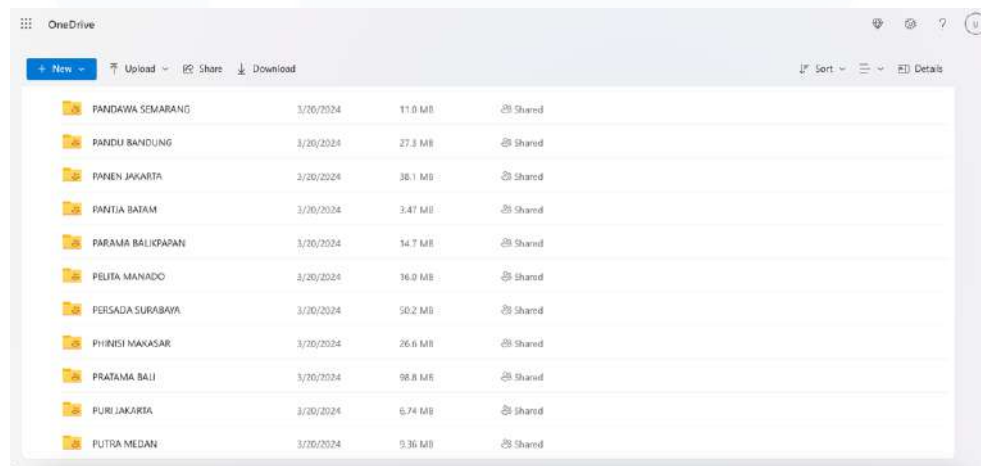 OneDrive ? U
+ New Upload Share Download Sort Details
PANDAWA SEMARANG 3/20/2024 11.0 MB Shared
PANDU BANDUNG 3/20/2024 27.3 MB Shared
PANEN JAKARTA 3/20/2024 38.1 MB Shared
PANTJA BATAM 3/20/2024 3.47 MB Shared
PARAMA BALIKPAPAN 3/20/2024 14.7 MB Shared
PELITA MANADO 3/20/2024 36.0 MB Shared
PERSADA SURABAYA 3/20/2024 50.2 MB Shared
PHINISI MAKASAR 3/20/2024 26.6 MB Shared
PRATAMA BALI 3/20/2024 98.8 MB Shared
PURI JAKARTA 3/20/2024 6.74 MB Shared
PUTRA MEDAN 3/20/2024 9.36 MB Shared